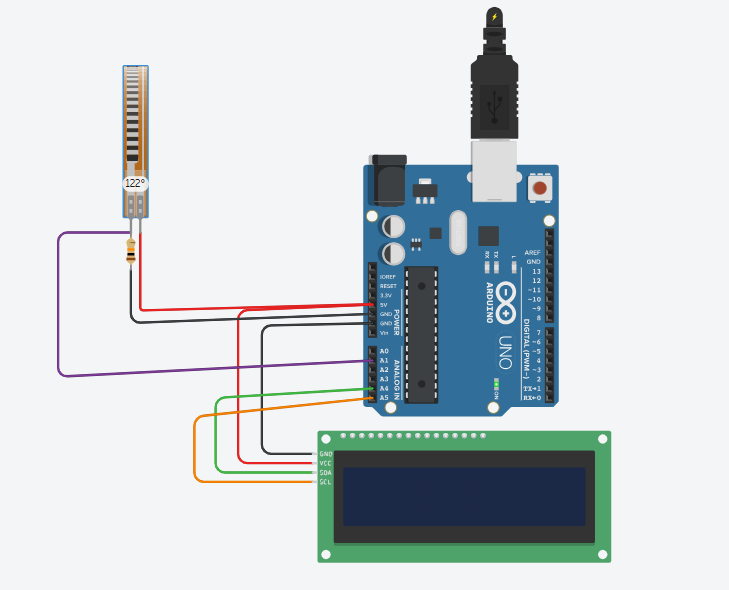 122°
IOREF
RESET
3.3V
5V
GND
GND
Vin
POWER
A0
A1
A2
A3
A4
A5
ANALOG IN
RX
TX
L
ARDUINO
UNO
ON
AREF
GND
13
12
~11
~10
~9
8
7
~6
~5
4
~3
2
TX→1
RX←0
DIGITAL (PWM~)
GND
VCC
SDA
SCL